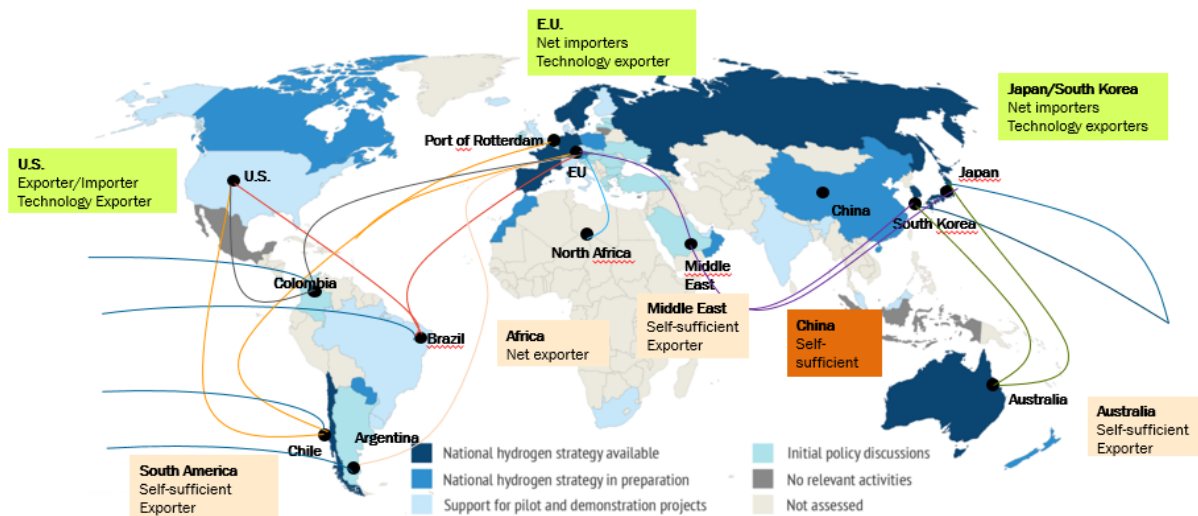 E.U.
Net importers
Technology exporter
Japan/South Korea
Net importers
Technology exporters
U.S.
Exporter/Importer
Technology Exporter
Port of Rotterdam
EU
U.S.
Japan
China
South Korea
North Africa
Middle
East
Colombia
Brazil
Africa
Net exporter
Middle East
Self-sufficient
Exporter
China
Self-
sufficient
Australia
Australia
Self-sufficient
Exporter
Chile
Argentina
South America
Self-sufficient
Exporter
National hydrogen strategy available
National hydrogen strategy in preparation
Support for pilot and demonstration projects
Initial policy discussions
No relevant activities
Not assessed